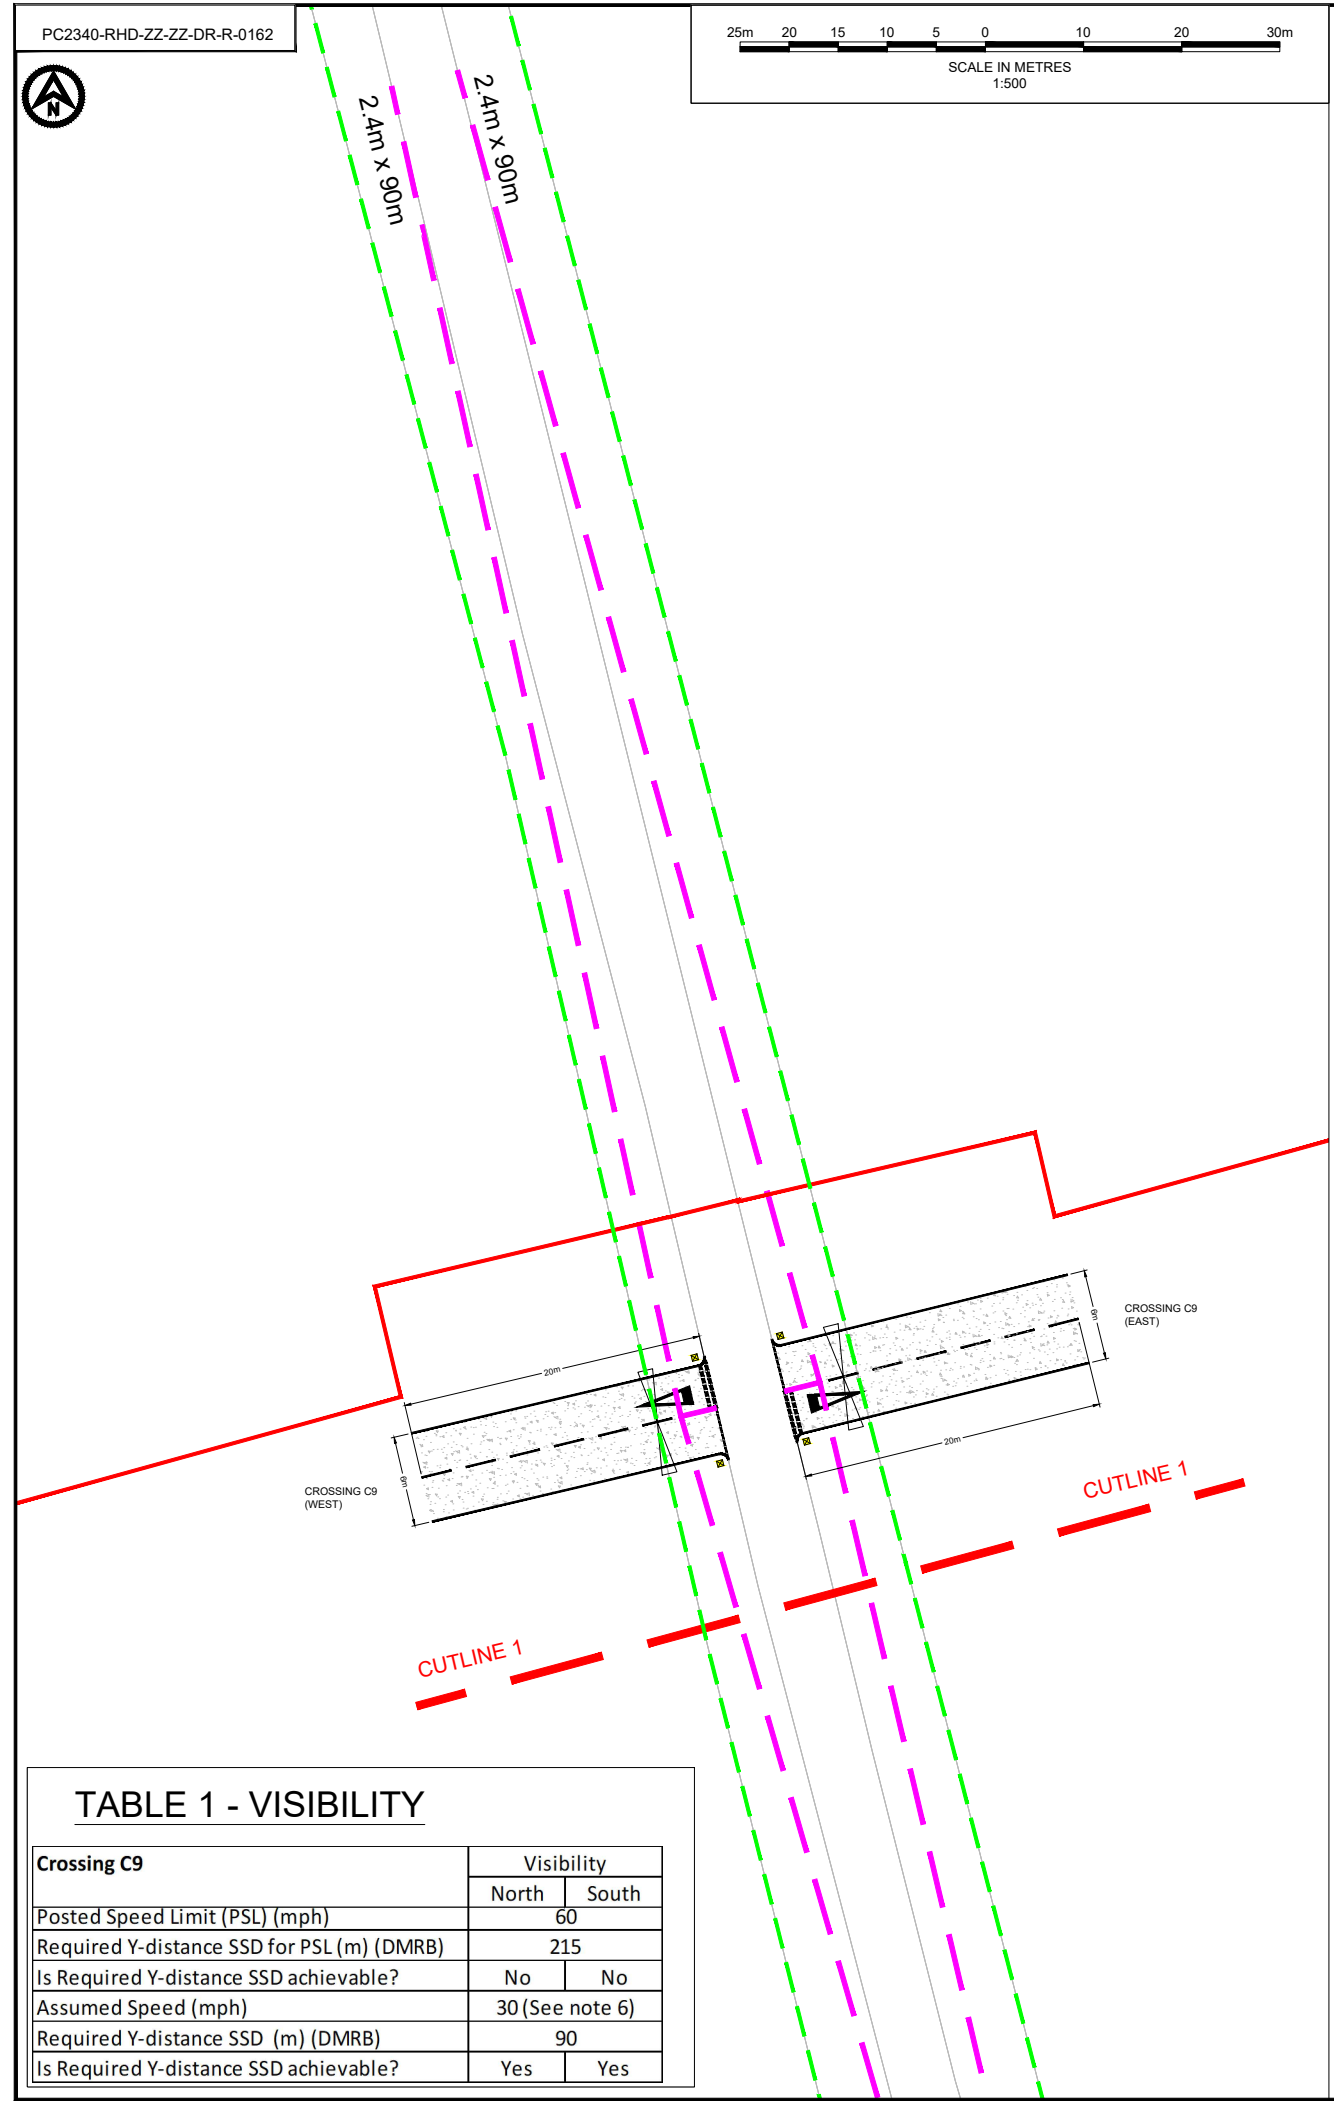 PC2340-RHD-ZZ-ZZ-DR-R-0162
25m 20 15 10 5 0 10 20 30m
SCALE IN METRES
1:500
N
2.4m x 90m
2.4m x 90m
CROSSING C9
(EAST)
6m
20m
20m
6m
CROSSING C9
(WEST)
CUTLINE 1
CUTLINE 1
TABLE 1 - VISIBILITY
Crossing C9 Visibility
North South
Posted Speed Limit (PSL) (mph) 60
Required Y-distance SSD for PSL (m) (DMRB) 215
Is Required Y-distance SSD achievable? No No
Assumed Speed (mph) 30 (See note 6)
Required Y-distance SSD (m) (DMRB) 90
Is Required Y-distance SSD achievable? Yes Yes